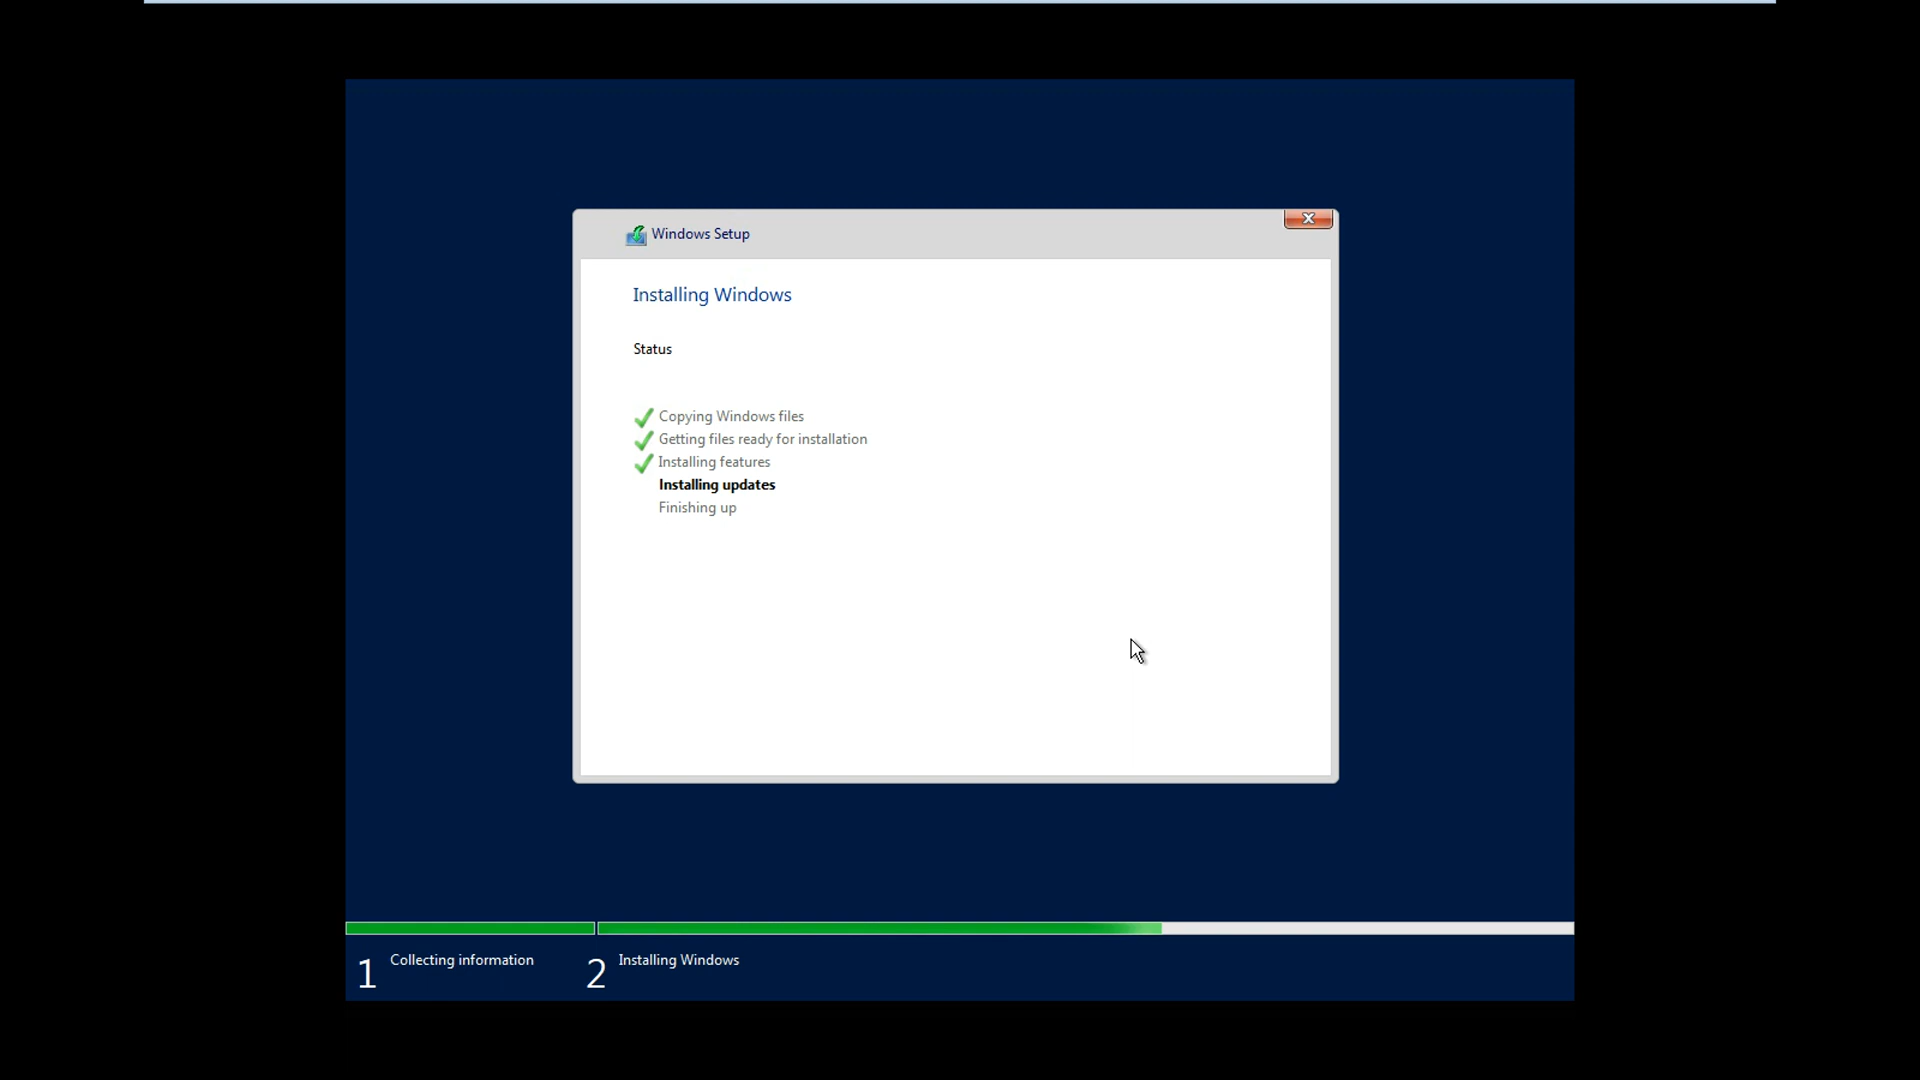 Windows Setup
Installing Windows
Status
Copying Windows files
Getting files ready for installation
Installing features
Installing updates
Finishing up
1 Collecting information
2 Installing Windows